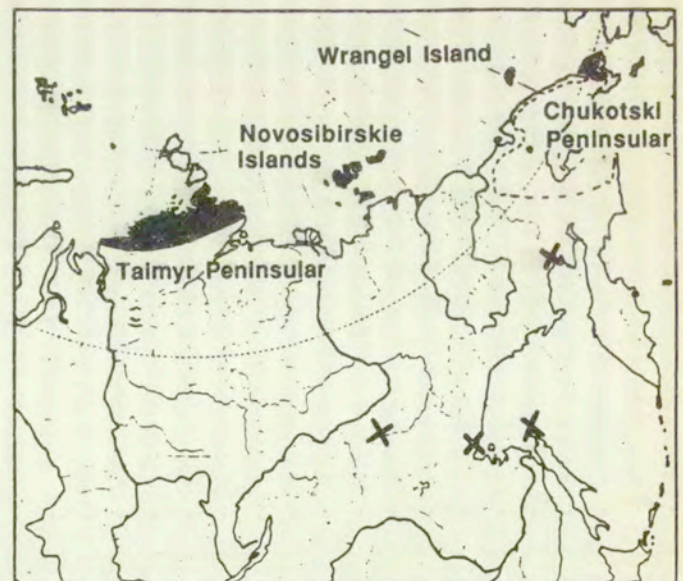 Wrangel Island
Chukotski
Peninsular
Novosibirskie
Islands
Taimyr Peninsular